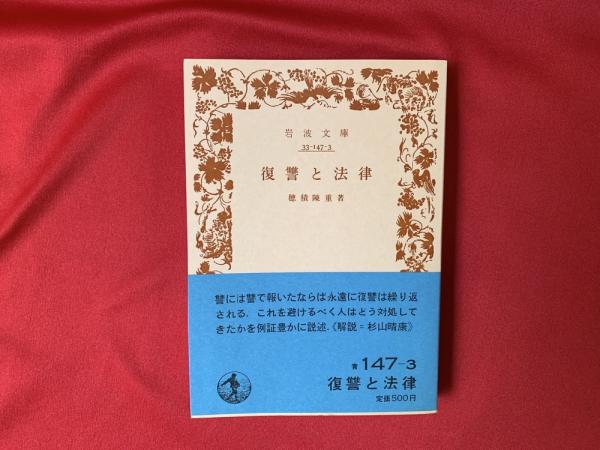 岩波文庫
33-147-3
復讐と法律
穂積陳重著
讐には讐で報いたならば永遠に復讐は繰り返
される．これを避けるべく人はどう対処して
きたかを例証豊かに説述．《解説＝杉山晴康》
青 147-3
復讐と法律
定価500円